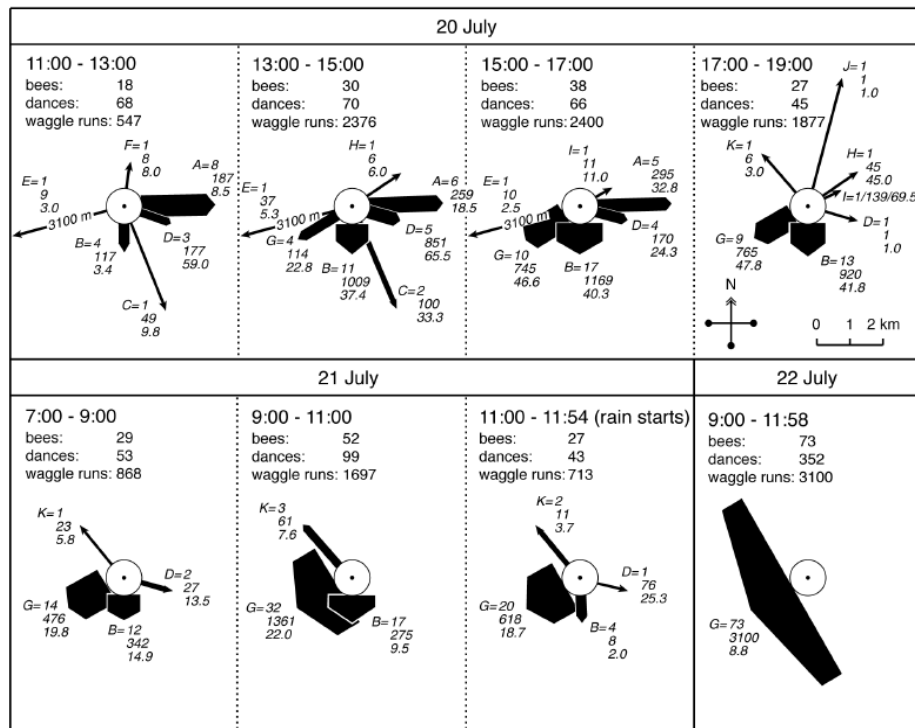 20 July
11:00 - 13:00
bees: 18
dances: 68
waggle runs: 547
F=1
8
8.0
A=8
187
8.5
E=1
9
3.0
3100 m
B=4
117
3.4
D=3
177
59.0
C=1
49
9.8
13:00 - 15:00
bees: 30
dances: 70
waggle runs: 2376
H=1
6
6.0
A=6
259
18.5
E=1
37
5.3
3100 m
G=4
114
22.8
D=5
851
65.5
B=11
1009
37.4
C=2
100
33.3
15:00 - 17:00
bees: 38
dances: 66
waggle runs: 2400
I=1
11
11.0
A=5
295
32.8
E=1
10
2.5
3100 m
D=4
170
24.3
G=10
745
46.6
B=17
1169
40.3
17:00 - 19:00
bees: 27
dances: 45
waggle runs: 1877
J=1
1
1.0
K=1
6
3.0
H=1
45
45.0
I=1/139/69.5
D=1
1
1.0
G=9
765
47.8
B=13
920
41.8
N
0 1 2 km
21 July
7:00 - 9:00
bees: 29
dances: 53
waggle runs: 868
K=1
23
5.8
D=2
27
13.5
G=14
476
19.8
B=12
342
14.9
9:00 - 11:00
bees: 52
dances: 99
waggle runs: 1697
K=3
61
7.6
G=32
1361
22.0
B=17
275
9.5
11:00 - 11:54 (rain starts)
bees: 27
dances: 43
waggle runs: 713
K=2
11
3.7
D=1
76
25.3
G=20
618
18.7
B=4
8
2.0
22 July
9:00 - 11:58
bees: 73
dances: 352
waggle runs: 3100
G=73
3100
8.8